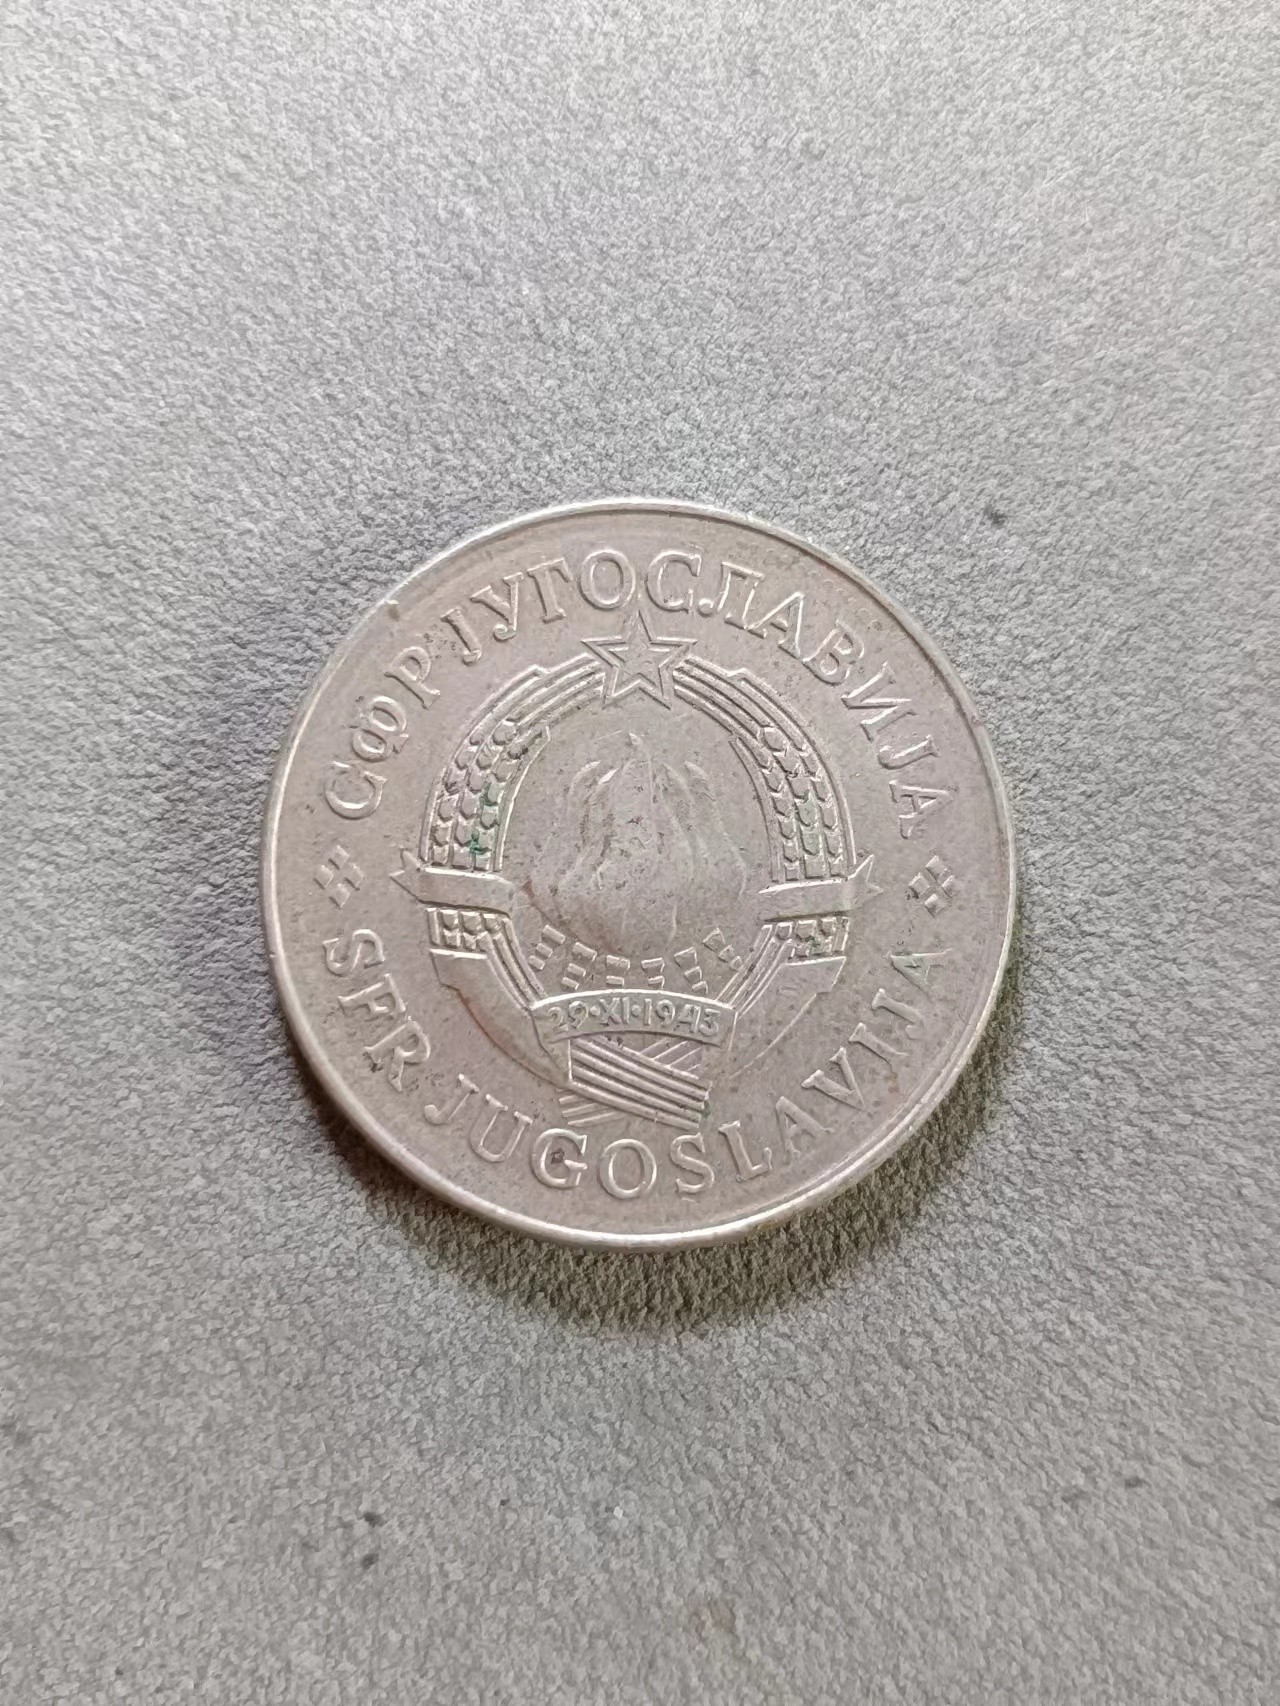 СФР ЈУГОСЛАВИЈА
29·XI·1943
SFR JUGOSLAVIJA